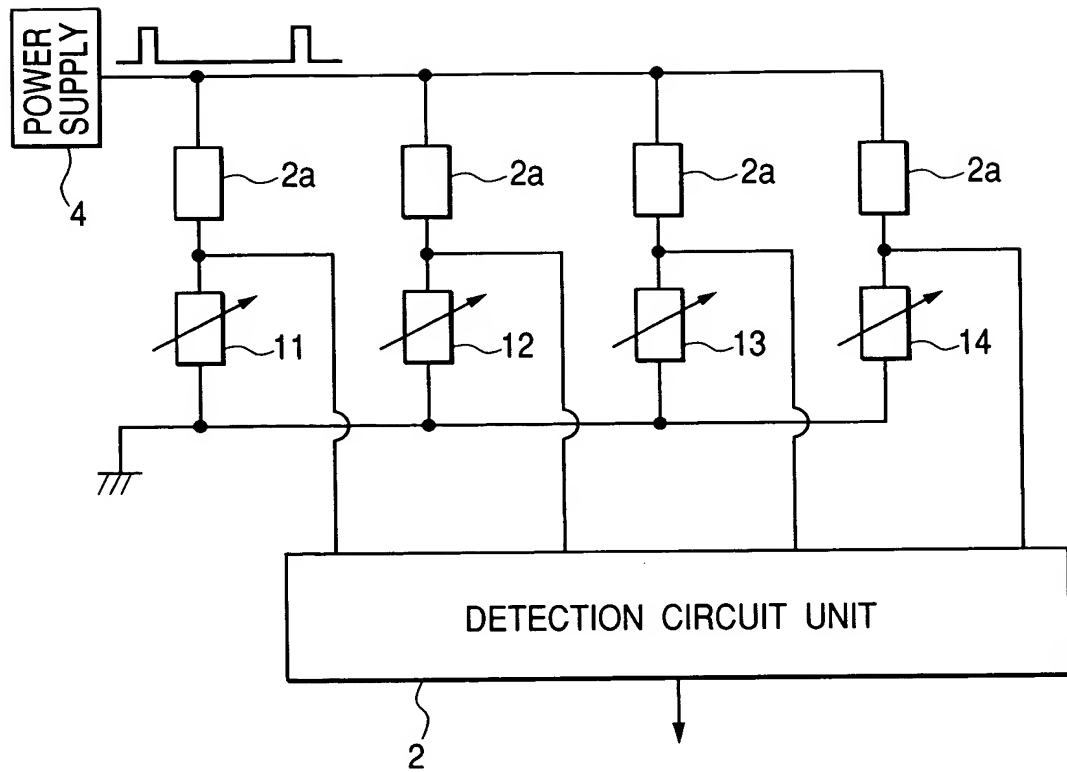 POWER
SUPPLY
4
2a
2a
2a
2a
11
12
13
14
DETECTION CIRCUIT UNIT
2